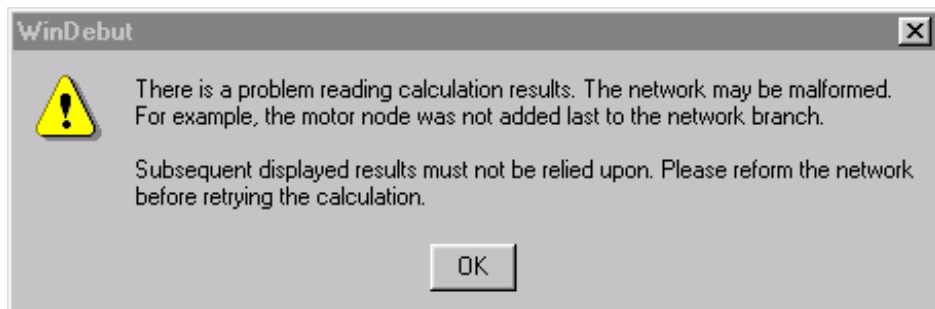 WinDebut
There is a problem reading calculation results. The network may be malformed.
For example, the motor node was not added last to the network branch.
Subsequent displayed results must not be relied upon. Please reform the network
before retrying the calculation.
OK